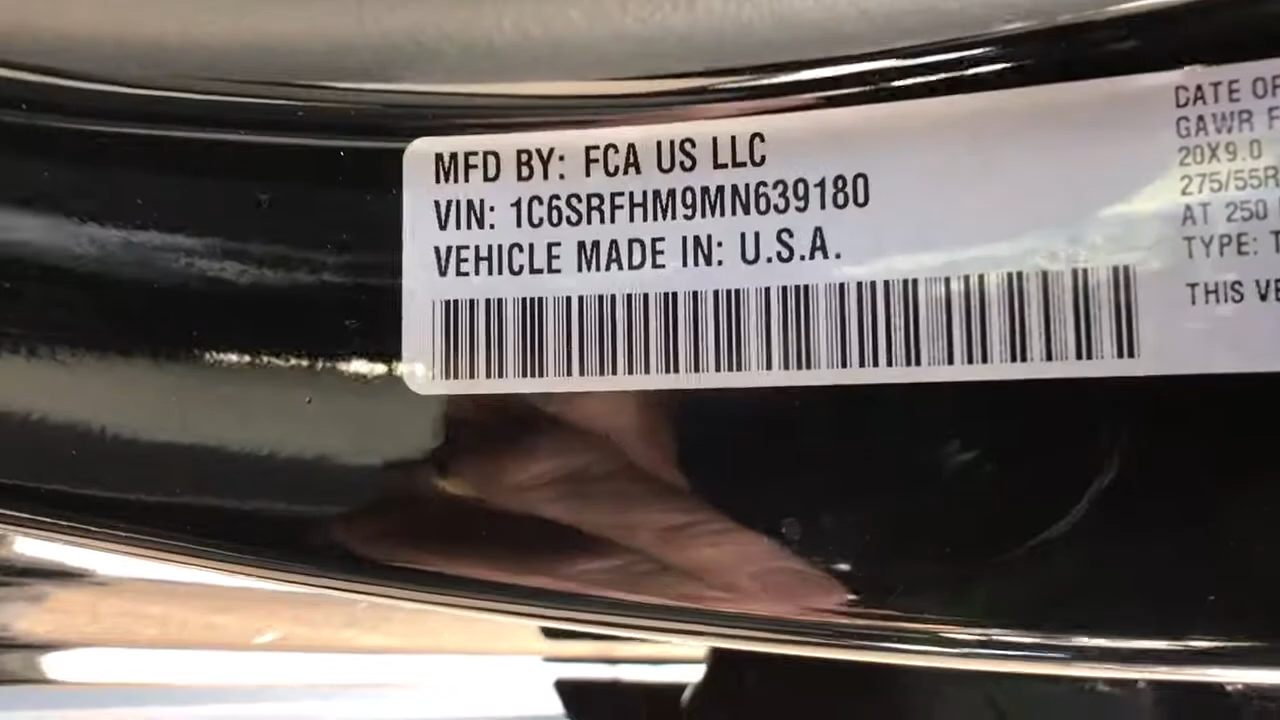 MFD BY: FCA US LLC
VIN: 1C6SRFHM9MN639180
VEHICLE MADE IN: U.S.A.
DATE OF
GAWR F
20X9.0
275/55R
AT 250
TYPE: T
THIS VE